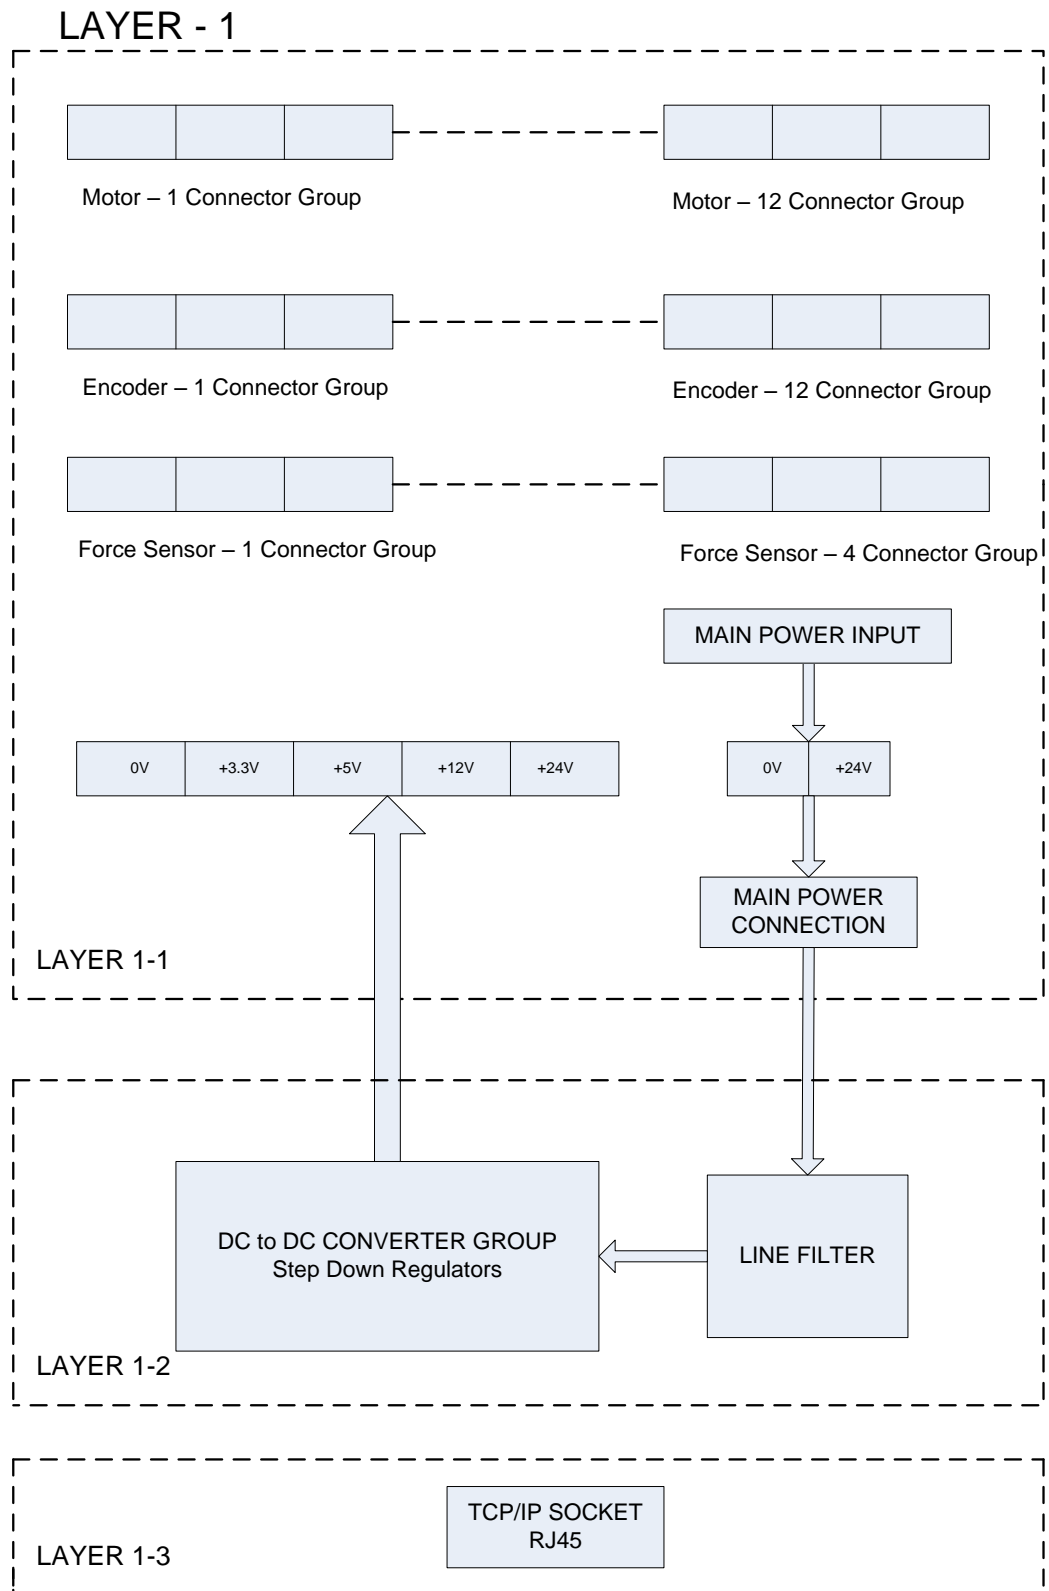 LAYER - 1
Motor – 1 Connector Group
Motor – 12 Connector Group
Encoder – 1 Connector Group
Encoder – 12 Connector Group
Force Sensor – 1 Connector Group
Force Sensor – 4 Connector Group
MAIN POWER INPUT
0V +3.3V +5V +12V +24V
0V +24V
MAIN POWER
CONNECTION
LAYER 1-1
DC to DC CONVERTER GROUP
Step Down Regulators
LINE FILTER
LAYER 1-2
TCP/IP SOCKET
RJ45
LAYER 1-3